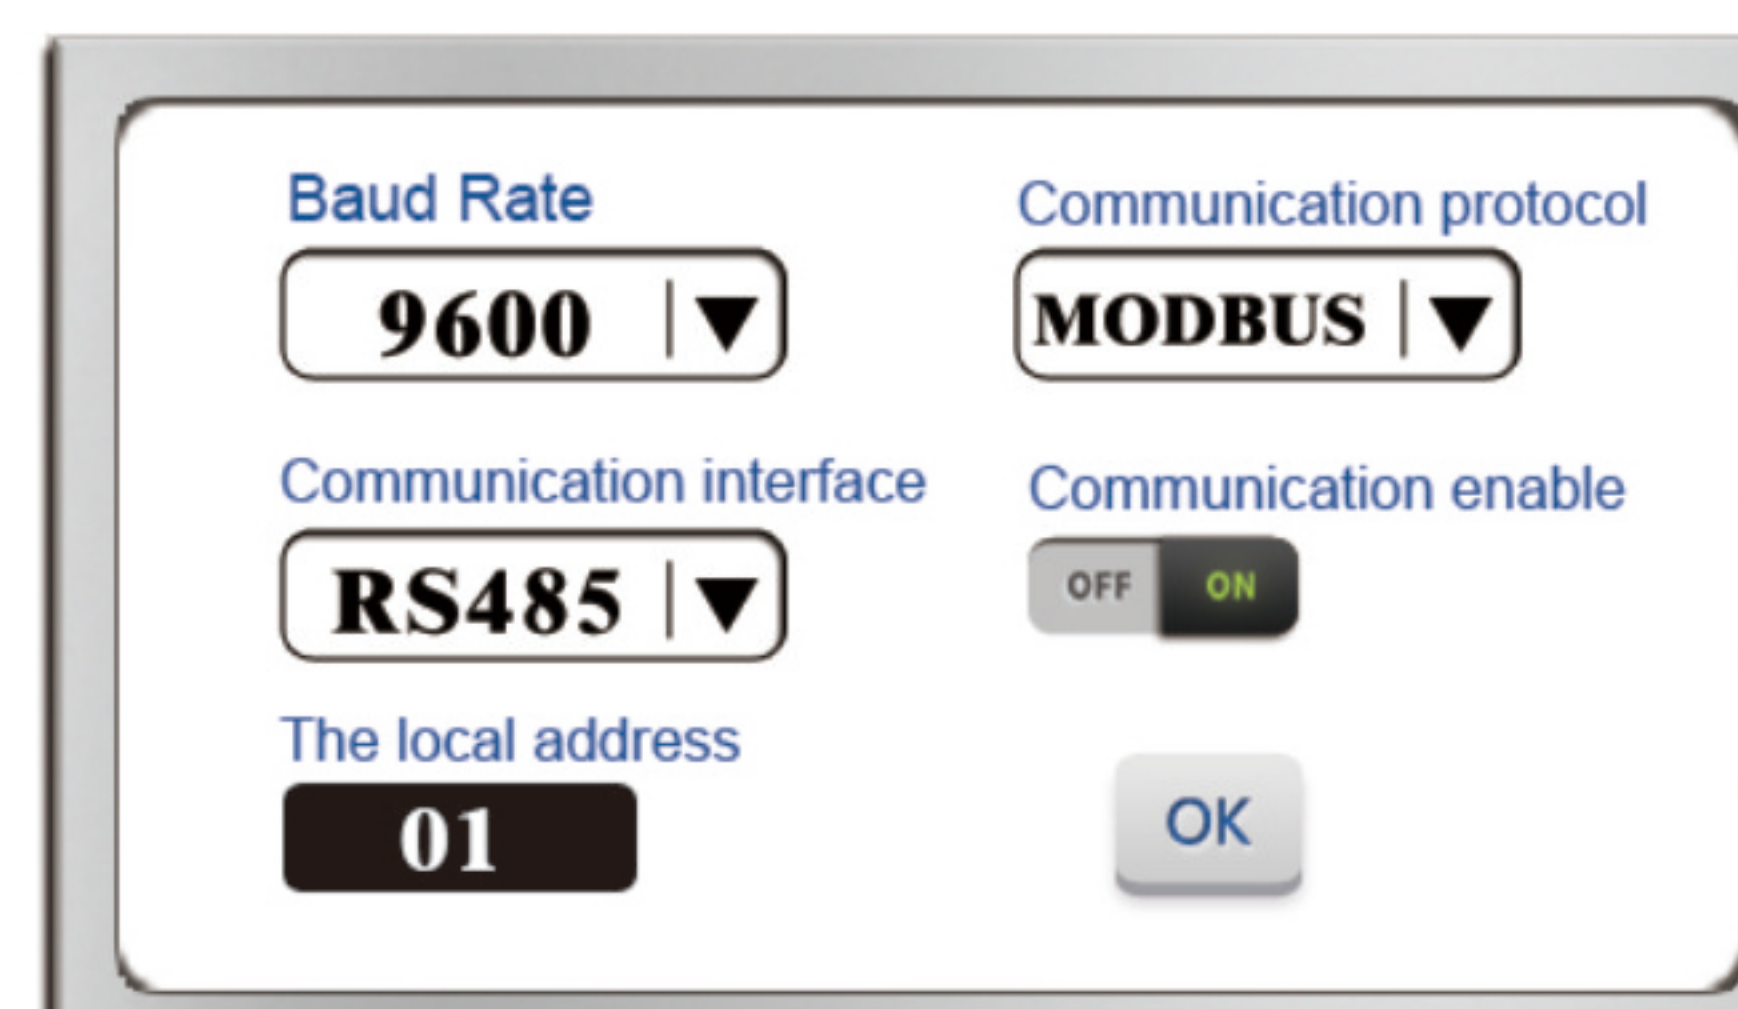 Baud Rate
Communication protocol
9600
MODBUS
Communication interface
Communication enable
RS485
OFF ON
The local address
01
OK